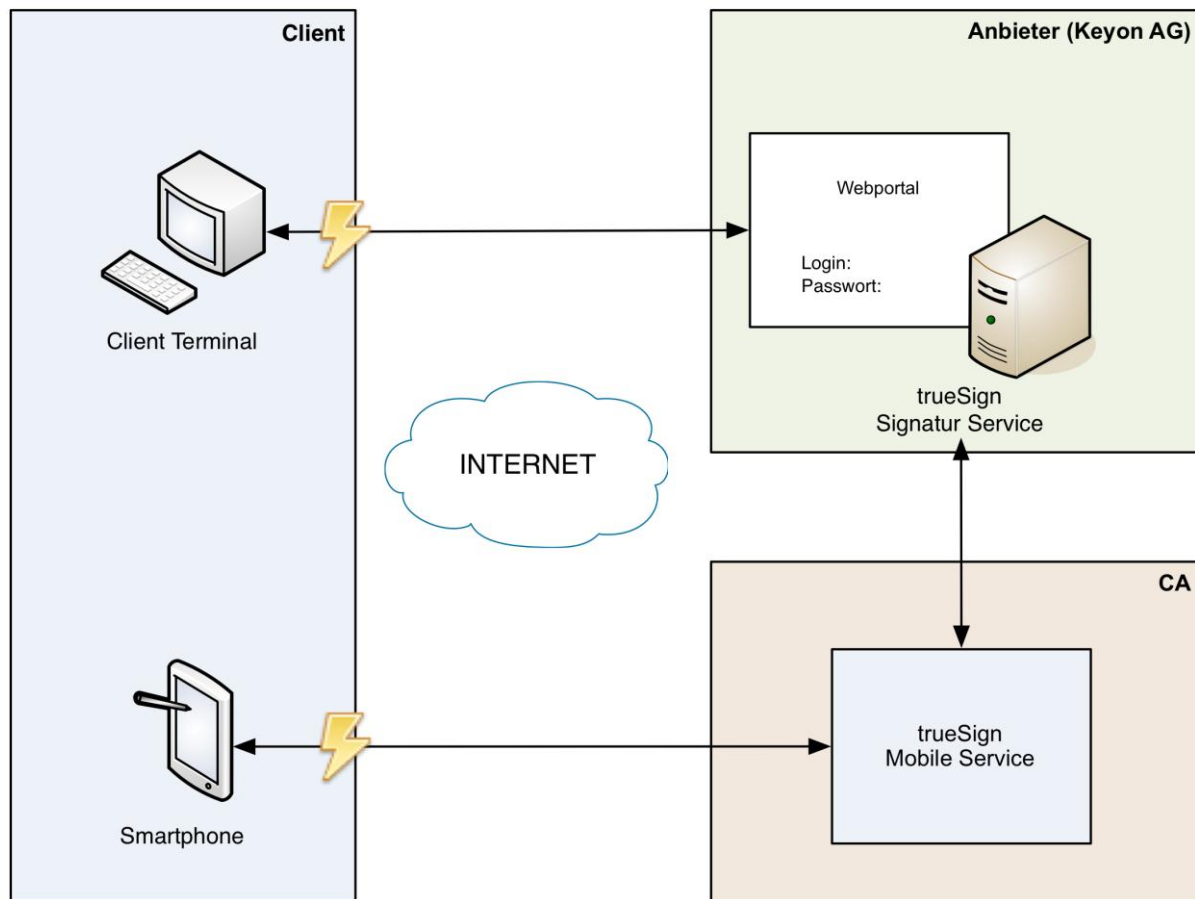 Client
Anbieter (Keyon AG)
Webportal
Login:
Passwort:
Client Terminal
trueSign
Signatur Service
INTERNET
CA
trueSign
Mobile Service
Smartphone